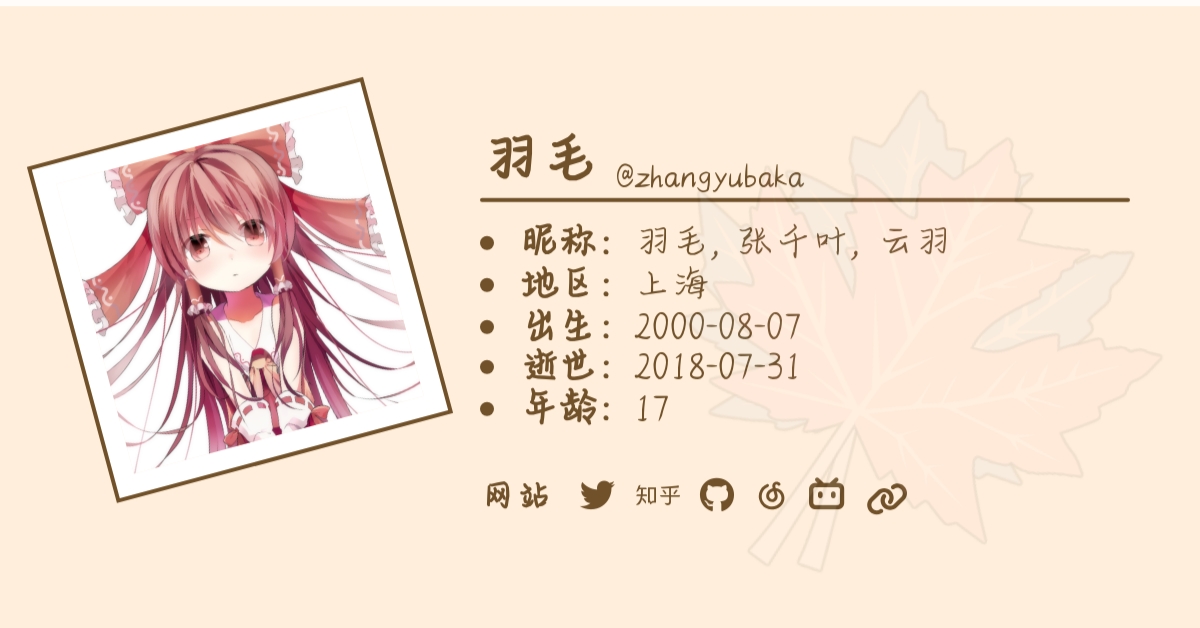 羽毛 @zhangyubaka
昵称: 羽毛, 张千叶, 云羽
地区: 上海
出生: 2000-08-07
逝世: 2018-07-31
年龄: 17
网站 知乎